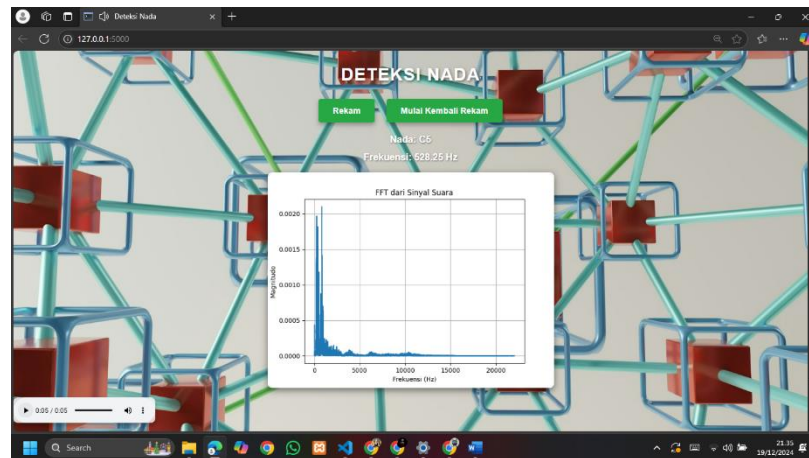 Deteksi Nada
127.0.0.1:5000
DETEKSI NADA
Rekam
Mulai Kembali Rekam
Nada: C5
Frekuensi: 528.25 Hz
FFT dari Sinyal Suara
Magnitudo
0.0020
0.0015
0.0010
0.0005
0.0000
0
5000
10000
15000
20000
Frekuensi (Hz)
0:05 / 0:05
Search
21.35
19/12/2024